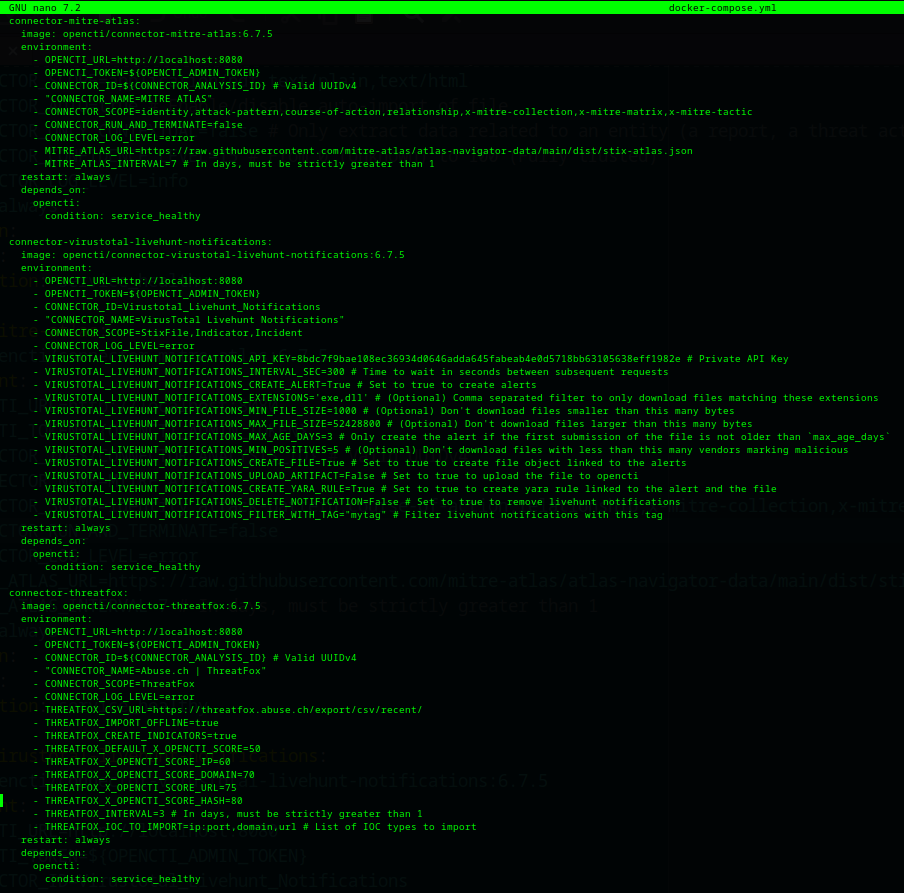 GNU nano 7.2 docker-compose.yml
connector-mitre-atlas:
image: opencti/connector-mitre-atlas:6.7.5
environment:
- OPENCTI_URL=http://localhost:8080
- OPENCTI_TOKEN=${OPENCTI_ADMIN_TOKEN}
- CONNECTOR_ID=${CONNECTOR_ANALYSIS_ID} # Valid UUIDv4
- "CONNECTOR_NAME=MITRE ATLAS"
- CONNECTOR_SCOPE=identity,attack-pattern,course-of-action,relationship,x-mitre-collection,x-mitre-matrix,x-mitre-tactic
- CONNECTOR_RUN_AND_TERMINATE=false
- CONNECTOR_LOG_LEVEL=error
- MITRE_ATLAS_URL=https://raw.githubusercontent.com/mitre-atlas/atlas-navigator-data/main/dist/stix-atlas.json
- MITRE_ATLAS_INTERVAL=7 # In days, must be strictly greater than 1
restart: always
depends_on:
opencti:
condition: service_healthy
connector-virustotal-livehunt-notifications:
image: opencti/connector-virustotal-livehunt-notifications:6.7.5
environment:
- OPENCTI_URL=http://localhost:8080
- OPENCTI_TOKEN=${OPENCTI_ADMIN_TOKEN}
- CONNECTOR_ID=Virustotal_Livehunt_Notifications
- "CONNECTOR_NAME=VirusTotal Livehunt Notifications"
- CONNECTOR_SCOPE=StixFile,Indicator,Incident
- CONNECTOR_LOG_LEVEL=error
- VIRUSTOTAL_LIVEHUNT_NOTIFICATIONS_API_KEY=8bdc7f9bae108ec36934d0646adda645fabeab4e0d5718bb63105638eff1982e # Private API Key
- VIRUSTOTAL_LIVEHUNT_NOTIFICATIONS_INTERVAL_SEC=300 # Time to wait in seconds between subsequent requests
- VIRUSTOTAL_LIVEHUNT_NOTIFICATIONS_CREATE_ALERT=True # Set to true to create alerts
- VIRUSTOTAL_LIVEHUNT_NOTIFICATIONS_EXTENSIONS='exe,dll' # (Optional) Comma separated filter to only download files matching these extensions
- VIRUSTOTAL_LIVEHUNT_NOTIFICATIONS_MIN_FILE_SIZE=1000 # (Optional) Don't download files smaller than this many bytes
- VIRUSTOTAL_LIVEHUNT_NOTIFICATIONS_MAX_FILE_SIZE=52428800 # (Optional) Don't download files larger than this many bytes
- VIRUSTOTAL_LIVEHUNT_NOTIFICATIONS_MAX_AGE_DAYS=3 # Only create the alert if the first submission of the file is not older than `max_age_days`
- VIRUSTOTAL_LIVEHUNT_NOTIFICATIONS_MIN_POSITIVES=5 # (Optional) Don't download files with less than this many vendors marking malicious
- VIRUSTOTAL_LIVEHUNT_NOTIFICATIONS_CREATE_FILE=True # Set to true to create file object linked to the alerts
- VIRUSTOTAL_LIVEHUNT_NOTIFICATIONS_UPLOAD_ARTIFACT=False # Set to true to upload the file to opencti
- VIRUSTOTAL_LIVEHUNT_NOTIFICATIONS_CREATE_YARA_RULE=True # Set to true to create yara rule linked to the alert and the file
- VIRUSTOTAL_LIVEHUNT_NOTIFICATIONS_DELETE_NOTIFICATION=False # Set to true to remove livehunt notifications
- VIRUSTOTAL_LIVEHUNT_NOTIFICATIONS_FILTER_WITH_TAG="mytag" # Filter livehunt notifications with this tag
restart: always
depends_on:
opencti:
condition: service_healthy
connector-threatfox:
image: opencti/connector-threatfox:6.7.5
environment:
- OPENCTI_URL=http://localhost:8080
- OPENCTI_TOKEN=${OPENCTI_ADMIN_TOKEN}
- CONNECTOR_ID=${CONNECTOR_ANALYSIS_ID} # Valid UUIDv4
- "CONNECTOR_NAME=Abuse.ch | ThreatFox"
- CONNECTOR_SCOPE=ThreatFox
- CONNECTOR_LOG_LEVEL=error
- THREATFOX_CSV_URL=https://threatfox.abuse.ch/export/csv/recent/
- THREATFOX_IMPORT_OFFLINE=true
- THREATFOX_CREATE_INDICATORS=true
- THREATFOX_DEFAULT_X_OPENCTI_SCORE=50
- THREATFOX_X_OPENCTI_SCORE_IP=60
- THREATFOX_X_OPENCTI_SCORE_DOMAIN=70
- THREATFOX_X_OPENCTI_SCORE_URL=75
- THREATFOX_X_OPENCTI_SCORE_HASH=80
- THREATFOX_INTERVAL=3 # In days, must be strictly greater than 1
- THREATFOX_IOC_TO_IMPORT=ip:port,domain,url # List of IOC types to import
restart: always
depends_on:
opencti:
condition: service_healthy